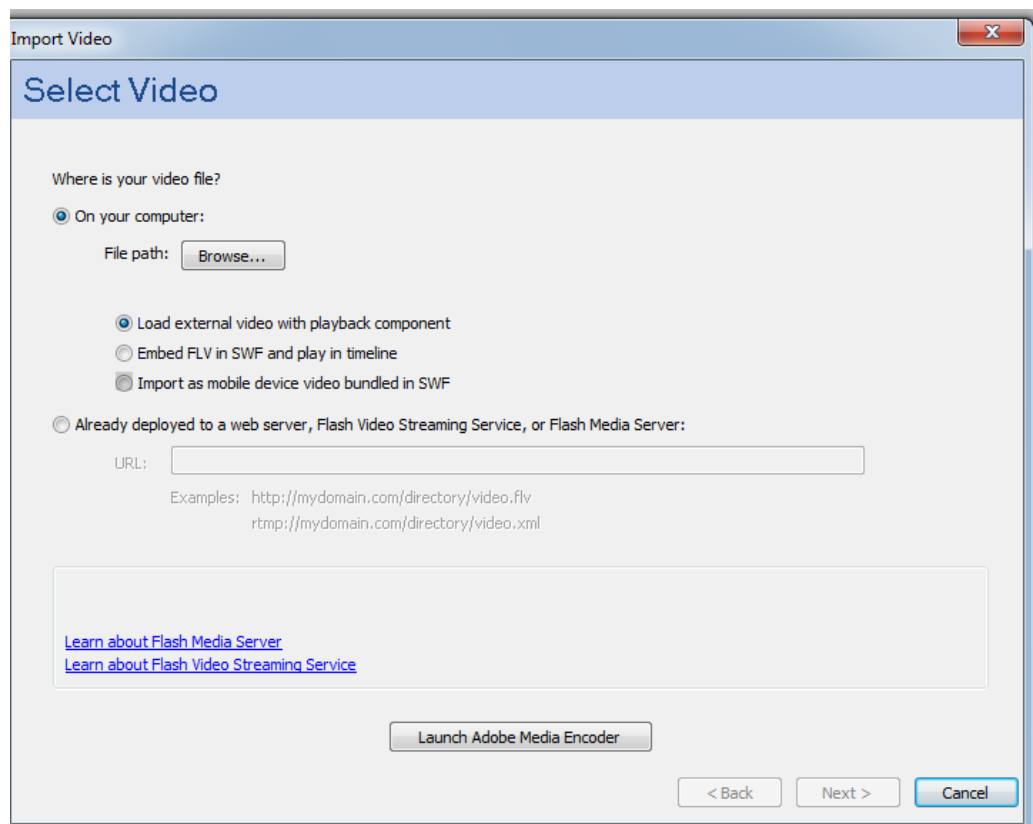 Import Video
Select Video
Where is your video file?
On your computer:
File path: Browse...
Load external video with playback component
Embed FLV in SWF and play in timeline
Import as mobile device video bundled in SWF
Already deployed to a web server, Flash Video Streaming Service, or Flash Media Server:
URL:
Examples: http://mydomain.com/directory/video.flv
rtmp://mydomain.com/directory/video.xml
Learn about Flash Media Server
Learn about Flash Video Streaming Service
Launch Adobe Media Encoder
< Back Next > Cancel